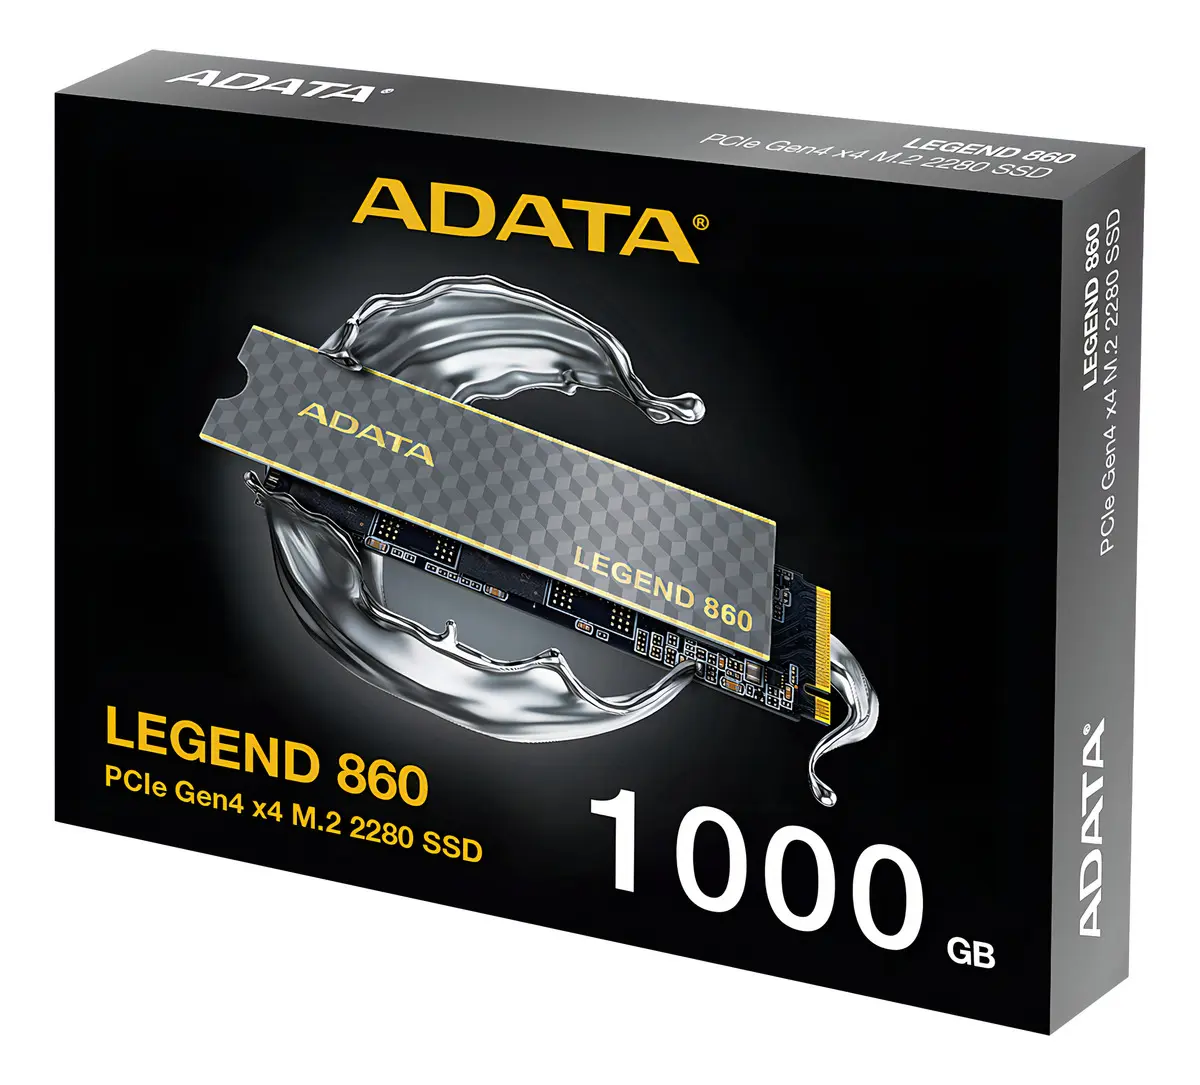 ADATA®
LEGEND 860
PCIe Gen4 x4 M.2 2280 SSD
ADATA®
ADATA
LEGEND 860
LEGEND 860
PCIe Gen4 x4 M.2 2280 SSD
1000 GB
LEGEND 860
PCIe Gen4 x4 M.2 2280 SSD
ADATA®